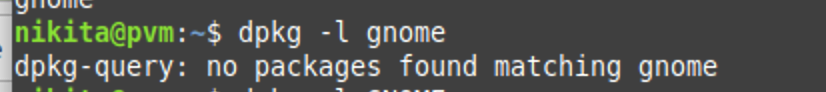 gnome
nikita@pvm:~$ dpkg -l gnome
dpkg-query: no packages found matching gnome